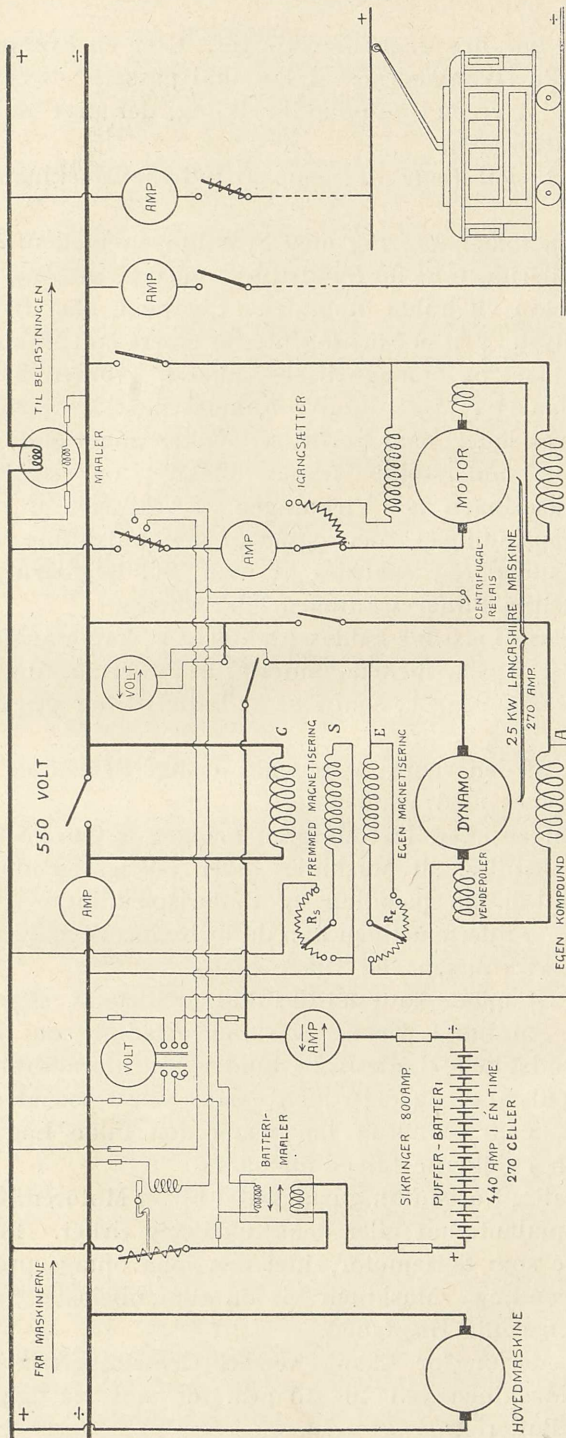 +
÷
FRA MASKINERNE
HOVEDMASKINE
VOLT
BATTERI-
MAALER
AMP
SIKRINGER 800 AMP.
+
÷
PUFFER-BATTERI
440 AMP I ÉN TIME
270 CELLER
550 VOLT
AMP
C
FREMMED MAGNETISERING
S
RS
E
EGEN MAGNETISERING
RE
VENDEPOLER
DYNAMO
EGEN KOMPOUND
A
VOLT
25 KW LANCASHIRE MASKINE
270 AMP.
CENTRIFUGAL-
RELAIS
MOTOR
IGANGSÆTTER
AMP
MAALER
TIL BELASTNINGEN
AMP
AMP
+
÷
+
÷